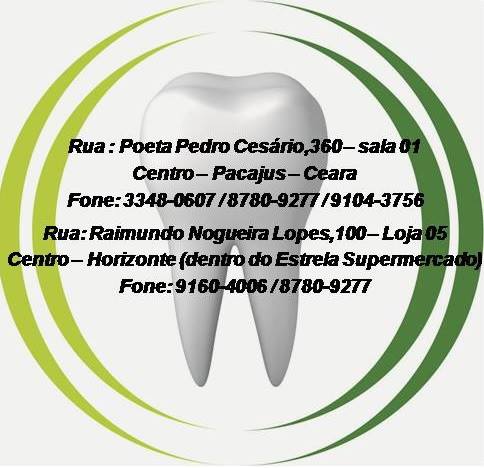 Rua : Poeta Pedro Cesário,360 – sala 01
Centro – Pacajus – Ceara
Fone: 3348-0607 / 8780-9277 / 9104-3756
Rua: Raimundo Nogueira Lopes,100 – Loja 05
Centro – Horizonte (dentro do Estrela Supermercado)
Fone: 9160-4006 / 8780-9277